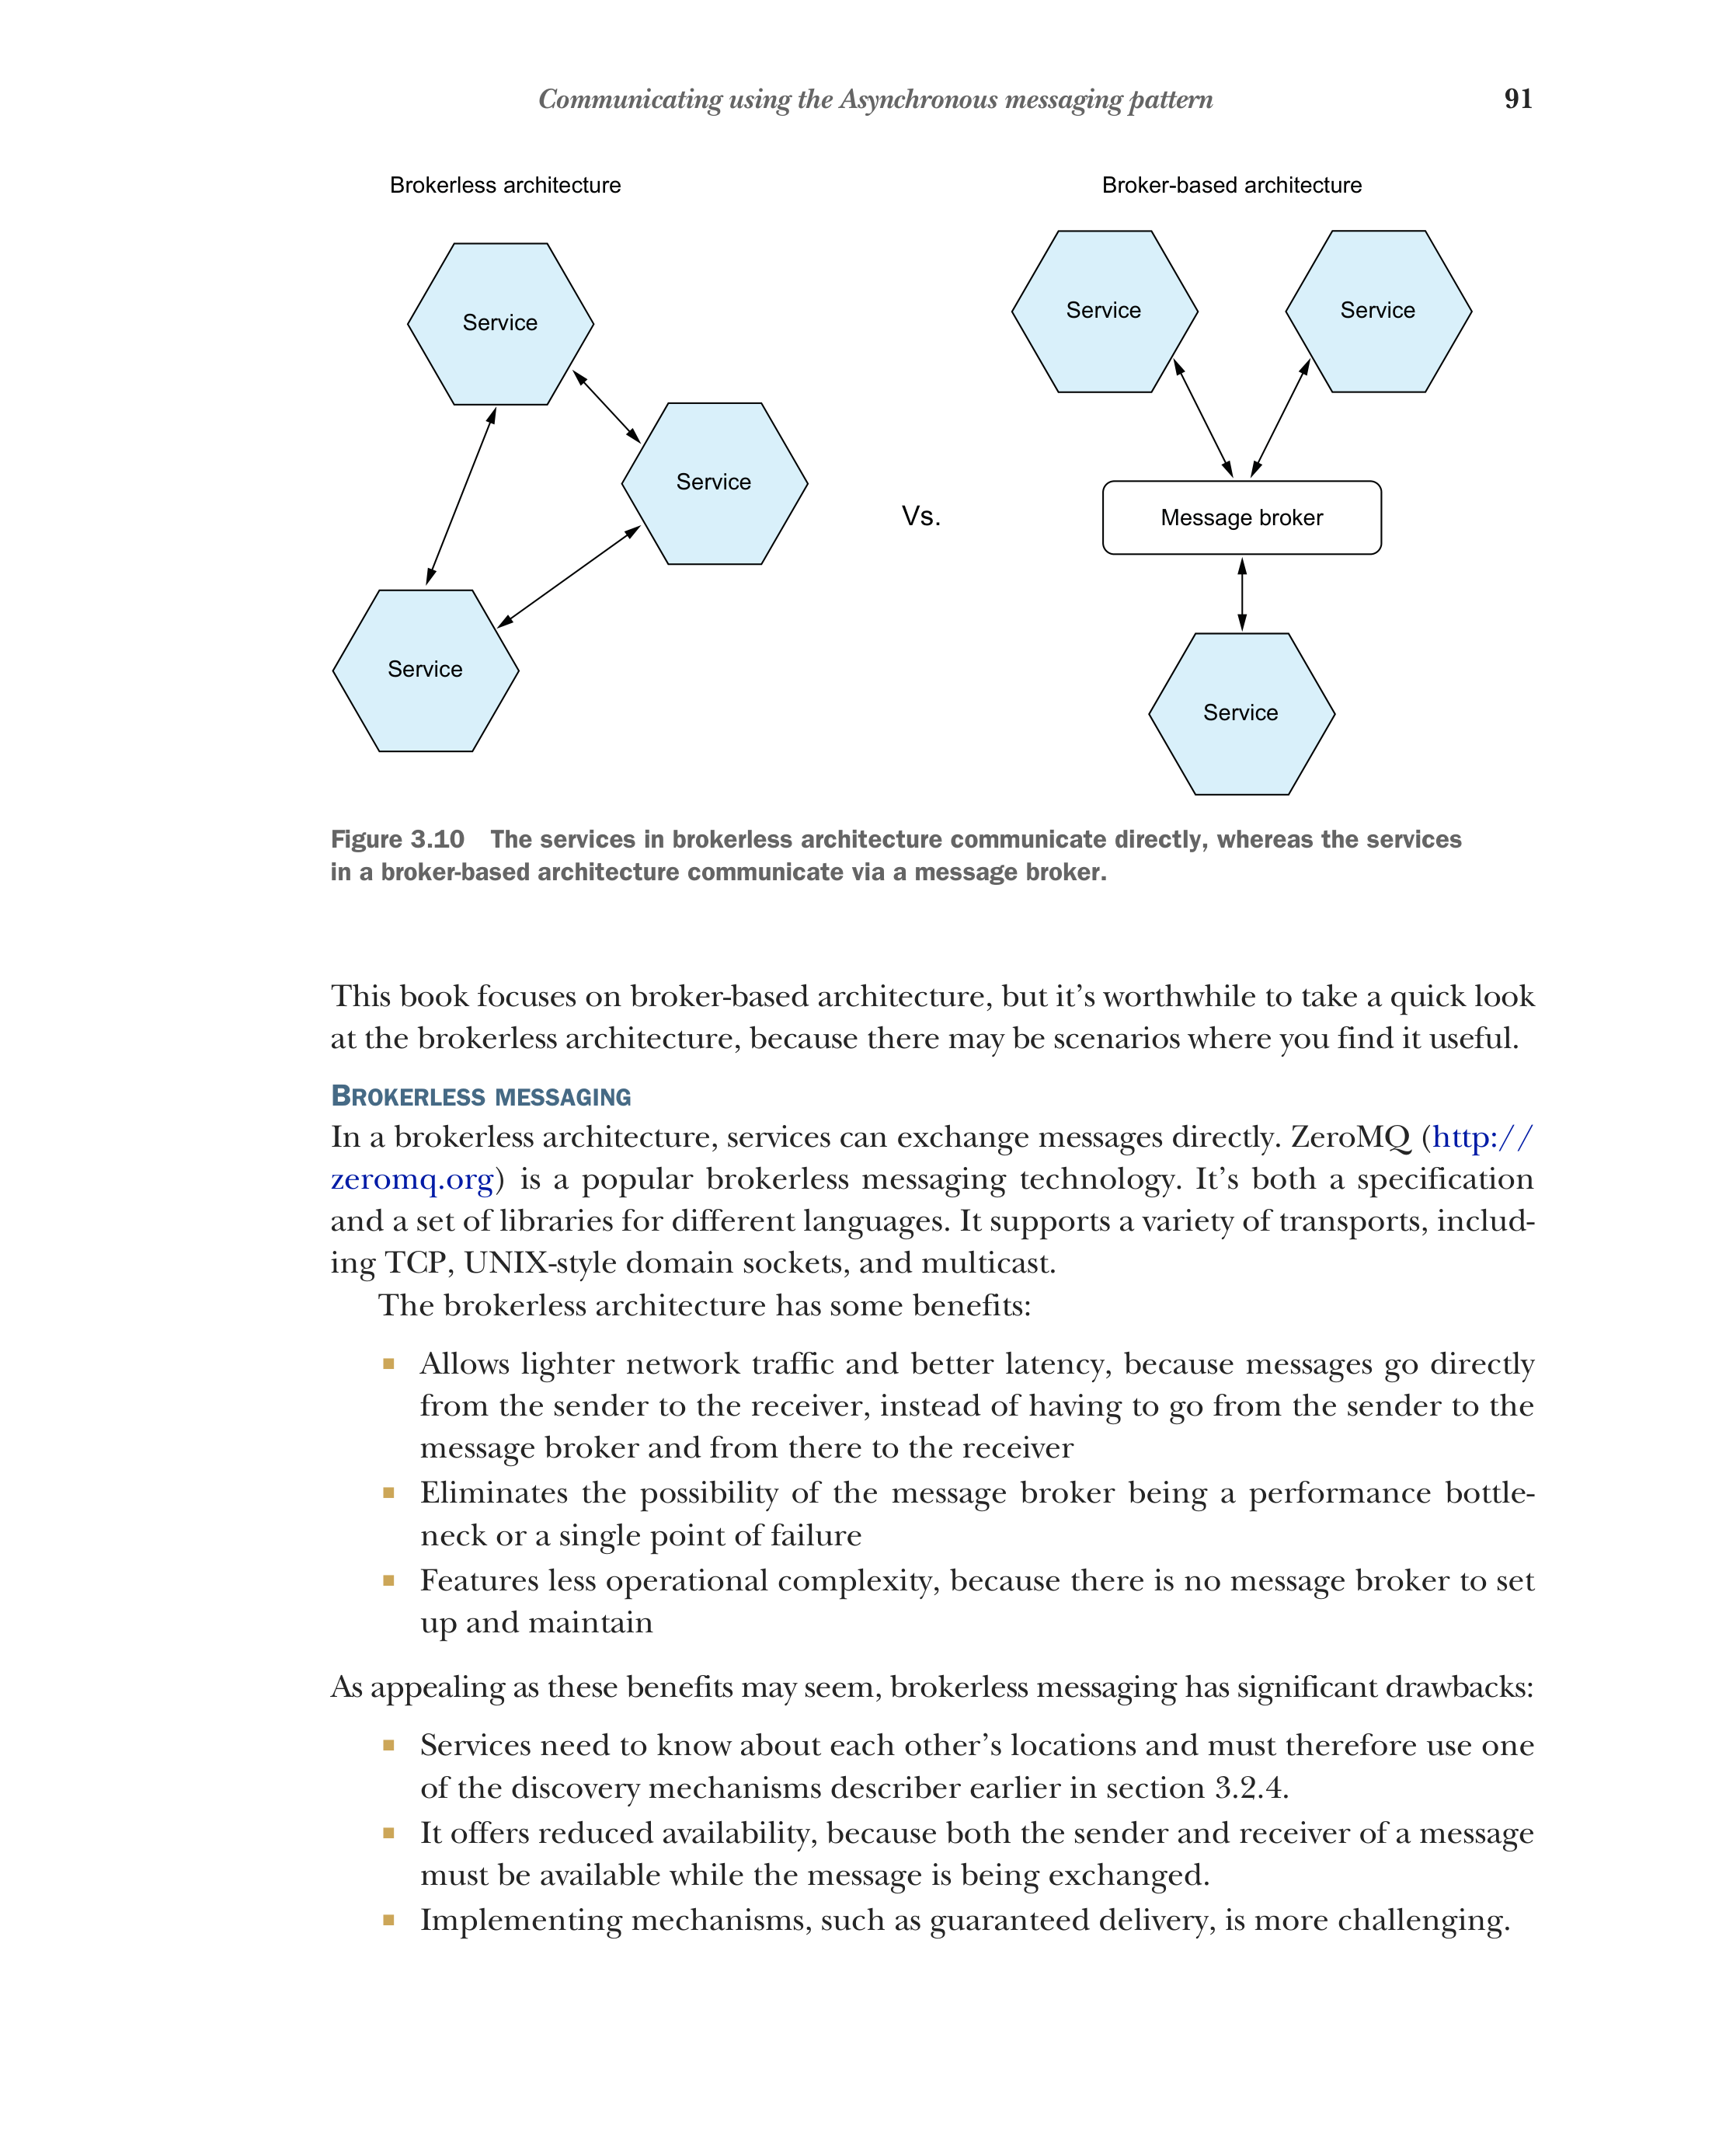 Communicating using the Asynchronous messaging pattern 91
Brokerless architecture
Broker-based architecture
Service
Service
Service
Vs.
Service
Service
Message broker
Service
Figure 3.10 The services in brokerless architecture communicate directly, whereas the services
in a broker-based architecture communicate via a message broker.
This book focuses on broker-based architecture, but it’s worthwhile to take a quick look
at the brokerless architecture, because there may be scenarios where you find it useful.
BROKERLESS MESSAGING
In a brokerless architecture, services can exchange messages directly. ZeroMQ (http://
zeromq.org) is a popular brokerless messaging technology. It’s both a specification
and a set of libraries for different languages. It supports a variety of transports, includ-
ing TCP, UNIX-style domain sockets, and multicast.
The brokerless architecture has some benefits:
■ Allows lighter network traffic and better latency, because messages go directly
from the sender to the receiver, instead of having to go from the sender to the
message broker and from there to the receiver
■ Eliminates the possibility of the message broker being a performance bottle-
neck or a single point of failure
■ Features less operational complexity, because there is no message broker to set
up and maintain
As appealing as these benefits may seem, brokerless messaging has significant drawbacks:
■ Services need to know about each other’s locations and must therefore use one
of the discovery mechanisms describer earlier in section 3.2.4.
■ It offers reduced availability, because both the sender and receiver of a message
must be available while the message is being exchanged.
■ Implementing mechanisms, such as guaranteed delivery, is more challenging.